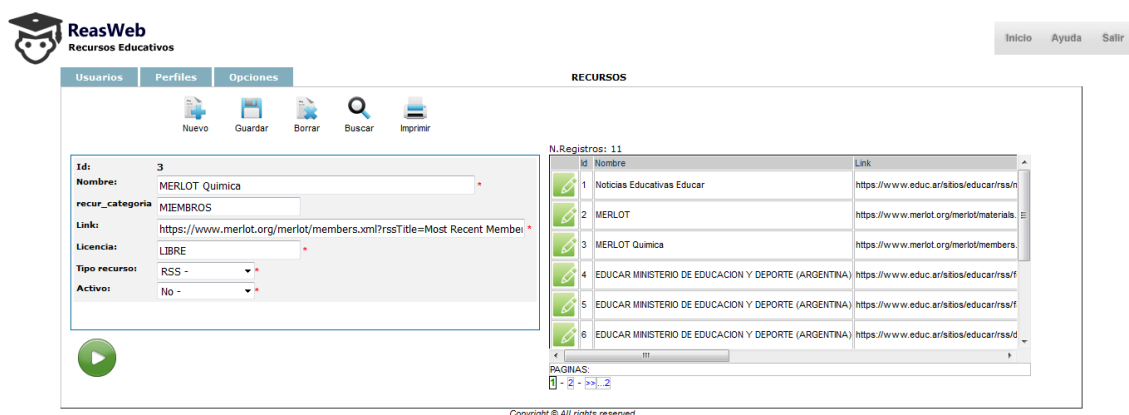 ReasWeb
Recursos Educativos
Inicio Ayuda Salir
Usuarios Perfiles Opciones
RECURSOS
Nuevo Guardar Borrar Buscar Imprimir
Id: 3
Nombre: MERLOT Quimica *
recur_categoria MIEMBROS
Link: https://www.merlot.org/merlot/members.xml?rssTitle=Most Recent Member *
Licencia: LIBRE *
Tipo recurso: RSS - *
Activo: No - *
N.Registros: 11
Id Nombre Link
1 Noticias Educativas Educar https://www.educ.ar/sitios/educar/rss/n
2 MERLOT https://www.merlot.org/merlot/materials.
3 MERLOT Quimica https://www.merlot.org/merlot/members.
4 EDUCAR MINISTERIO DE EDUCACION Y DEPORTE (ARGENTINA) https://www.educ.ar/sitios/educar/rss/f
5 EDUCAR MINISTERIO DE EDUCACION Y DEPORTE (ARGENTINA) https://www.educ.ar/sitios/educar/rss/f
6 EDUCAR MINISTERIO DE EDUCACION Y DEPORTE (ARGENTINA) https://www.educ.ar/sitios/educar/rss/d
PAGINAS:
1 - 2 - >>...2
Copyright © All rights reserved